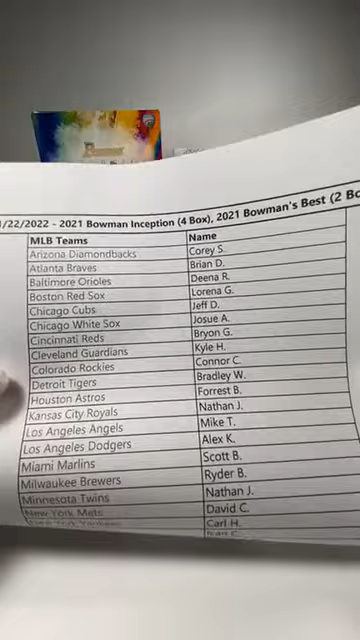 /22/2022 - 2021 Bowman Inception (4 Box), 2021 Bowman's Best (2 Bo
MLB Teams Name
Arizona Diamondbacks Corey S.
Atlanta Braves Brian D.
Baltimore Orioles Deena R.
Boston Red Sox Lorena G.
Chicago Cubs Jeff D.
Chicago White Sox Josue A.
Cincinnati Reds Bryon G.
Cleveland Guardians Kyle H.
Colorado Rockies Connor C.
Detroit Tigers Bradley W.
Houston Astros Forrest B.
Kansas City Royals Nathan J.
Los Angeles Angels Mike T.
Los Angeles Dodgers Alex K.
Miami Marlins Scott B.
Milwaukee Brewers Ryder B.
Minnesota Twins Nathan J.
New York Mets David C.
New York Yankees Carl H.